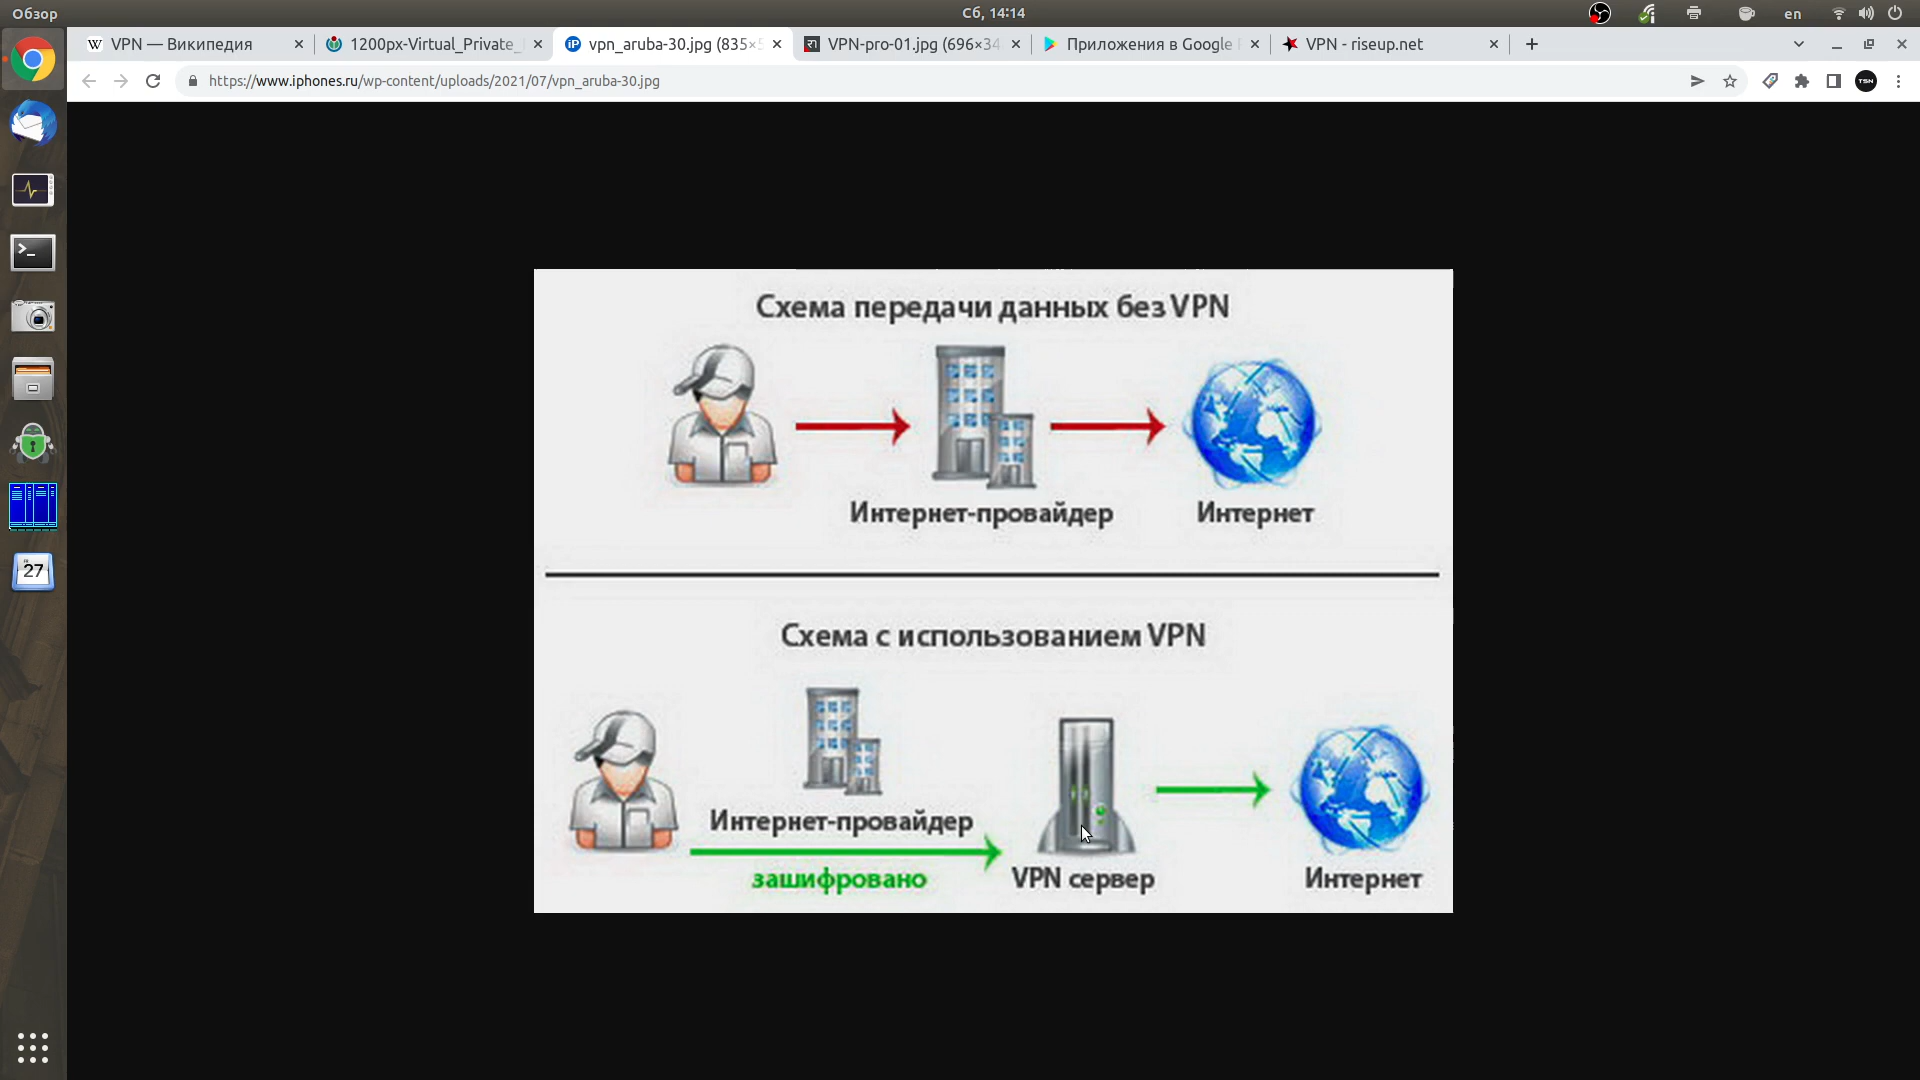 Обзор
Сб, 14:14
en
VPN — Википедия
1200px-Virtual_Private_
vpn_aruba-30.jpg (835×5
VPN-pro-01.jpg (696×34
Приложения в Google
VPN - riseup.net
https://www.iphones.ru/wp-content/uploads/2021/07/vpn_aruba-30.jpg
TSN
27
Схема передачи данных без VPN
Интернет-провайдер
Интернет
Схема с использованием VPN
Интернет-провайдер
зашифровано
VPN сервер
Интернет